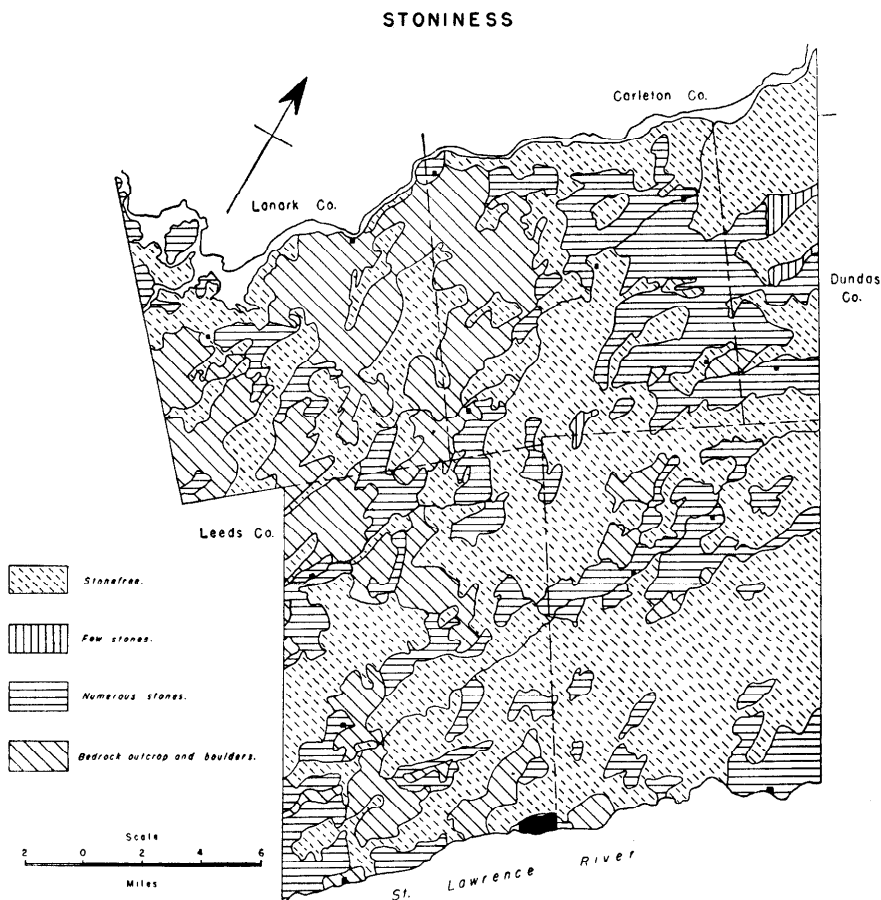 STONINESS
Carleton Co.
Lanark Co.
Dundas
Co.
Leeds Co.
Stonefree.
Few stones.
Numerous stones.
Bedrock outcrop and boulders.
Scale
2 0 2 4 6
Miles
St. Lawrence River